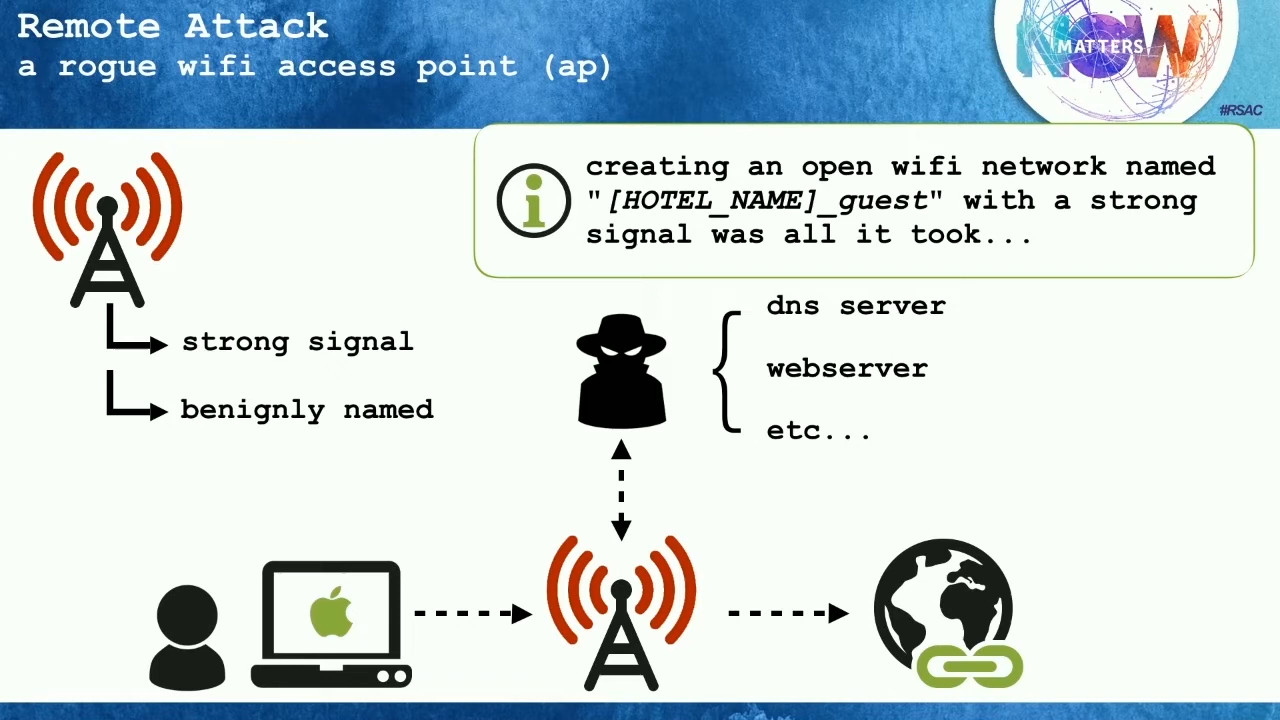 Remote Attack
a rogue wifi access point (ap)
NOW
MATTERS
#RSAC
creating an open wifi network named
"[HOTEL_NAME]_guest" with a strong
signal was all it took...
strong signal
benignly named
dns server
webserver
etc...